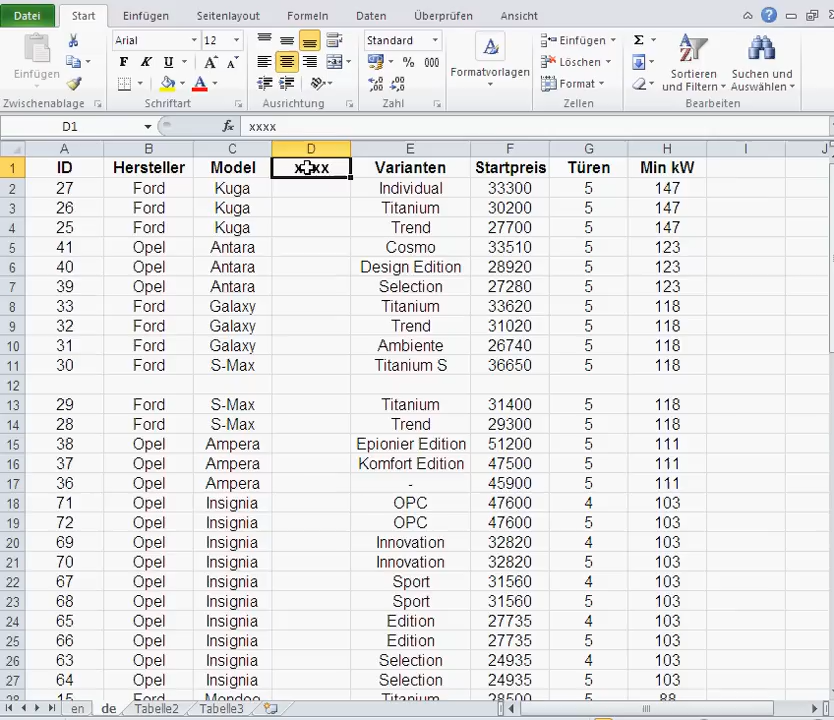 Datei Start Einfügen Seitenlayout Formeln Daten Überprüfen Ansicht
Arial 12 Standard Einfügen Σ
Einfügen F K U A A % 000 Formatvorlagen Löschen Sortieren Suchen und
Format und Filtern Auswählen
Zwischenablage Schriftart Ausrichtung Zahl Zellen Bearbeiten
D1 fx xxxx
A B C D E F G H I J
1 ID Hersteller Model xxxx Varianten Startpreis Türen Min kW
2 27 Ford Kuga Individual 33300 5 147
3 26 Ford Kuga Titanium 30200 5 147
4 25 Ford Kuga Trend 27700 5 147
5 41 Opel Antara Cosmo 33510 5 123
6 40 Opel Antara Design Edition 28920 5 123
7 39 Opel Antara Selection 27280 5 123
8 33 Ford Galaxy Titanium 33620 5 118
9 32 Ford Galaxy Trend 31020 5 118
10 31 Ford Galaxy Ambiente 26740 5 118
11 30 Ford S-Max Titanium S 36650 5 118
12
13 29 Ford S-Max Titanium 31400 5 118
14 28 Ford S-Max Trend 29300 5 118
15 38 Opel Ampera Epionier Edition 51200 5 111
16 37 Opel Ampera Komfort Edition 47500 5 111
17 36 Opel Ampera - 45900 5 111
18 71 Opel Insignia OPC 47600 4 103
19 72 Opel Insignia OPC 47600 5 103
20 69 Opel Insignia Innovation 32820 4 103
21 70 Opel Insignia Innovation 32820 5 103
22 67 Opel Insignia Sport 31560 4 103
23 68 Opel Insignia Sport 31560 5 103
24 65 Opel Insignia Edition 27735 4 103
25 66 Opel Insignia Edition 27735 5 103
26 63 Opel Insignia Selection 24935 4 103
27 64 Opel Insignia Selection 24935 5 103
28 15 Ford Mondeo Titanium 28500 5 88
en de Tabelle2 Tabelle3